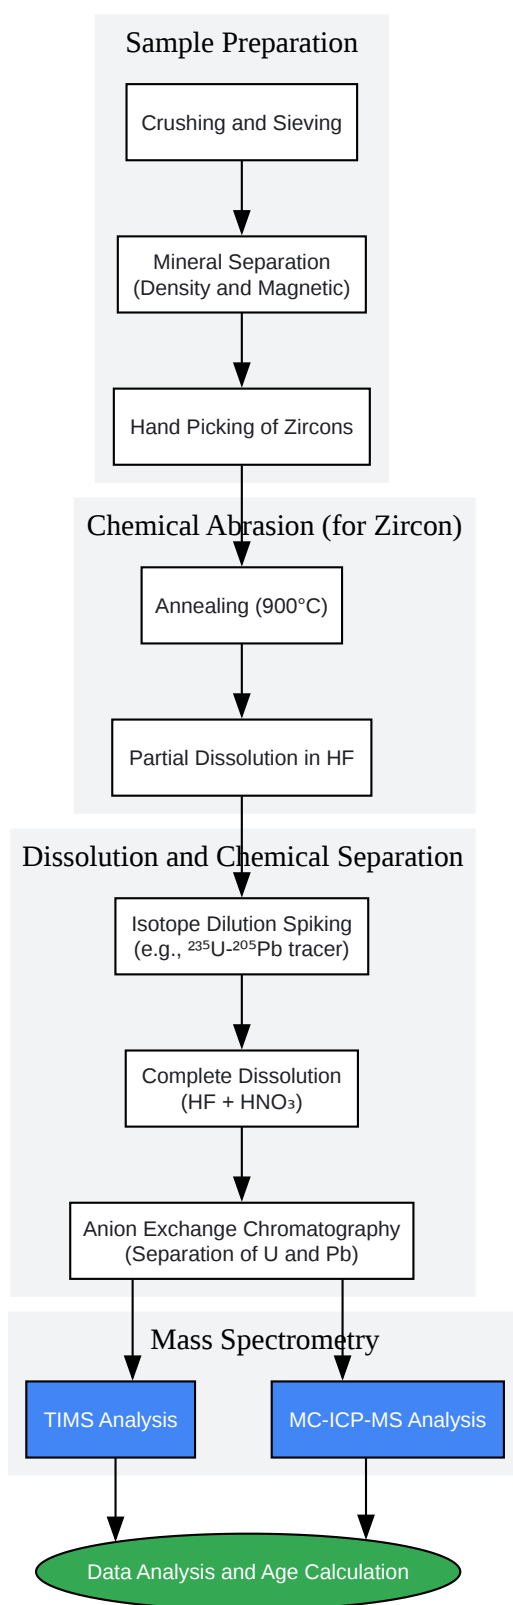 Sample Preparation
Crushing and Sieving
Mineral Separation
(Density and Magnetic)
Hand Picking of Zircons
Chemical Abrasion (for Zircon)
Annealing (900°C)
Partial Dissolution in HF
Dissolution and Chemical Separation
Isotope Dilution Spiking
(e.g., ²³⁵U-²⁰⁵Pb tracer)
Complete Dissolution
(HF + HNO₃)
Anion Exchange Chromatography
(Separation of U and Pb)
Mass Spectrometry
TIMS Analysis
MC-ICP-MS Analysis
Data Analysis and Age Calculation